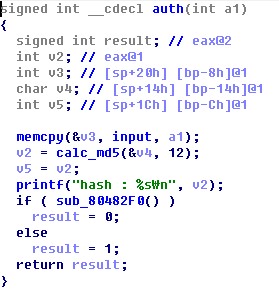 signed int __cdecl auth(int a1)
{
  signed int result; // eax@2
  int v2; // eax@1
  int v3; // [sp+20h] [bp-8h]@1
  char v4; // [sp+14h] [bp-14h]@1
  int v5; // [sp+1Ch] [bp-Ch]@1

  memcpy(&v3, input, a1);
  v2 = calc_md5(&v4, 12);
  v5 = v2;
  printf("hash : %s₩n", v2);
  if ( sub_80482F0() )
    result = 0;
  else
    result = 1;
  return result;
}